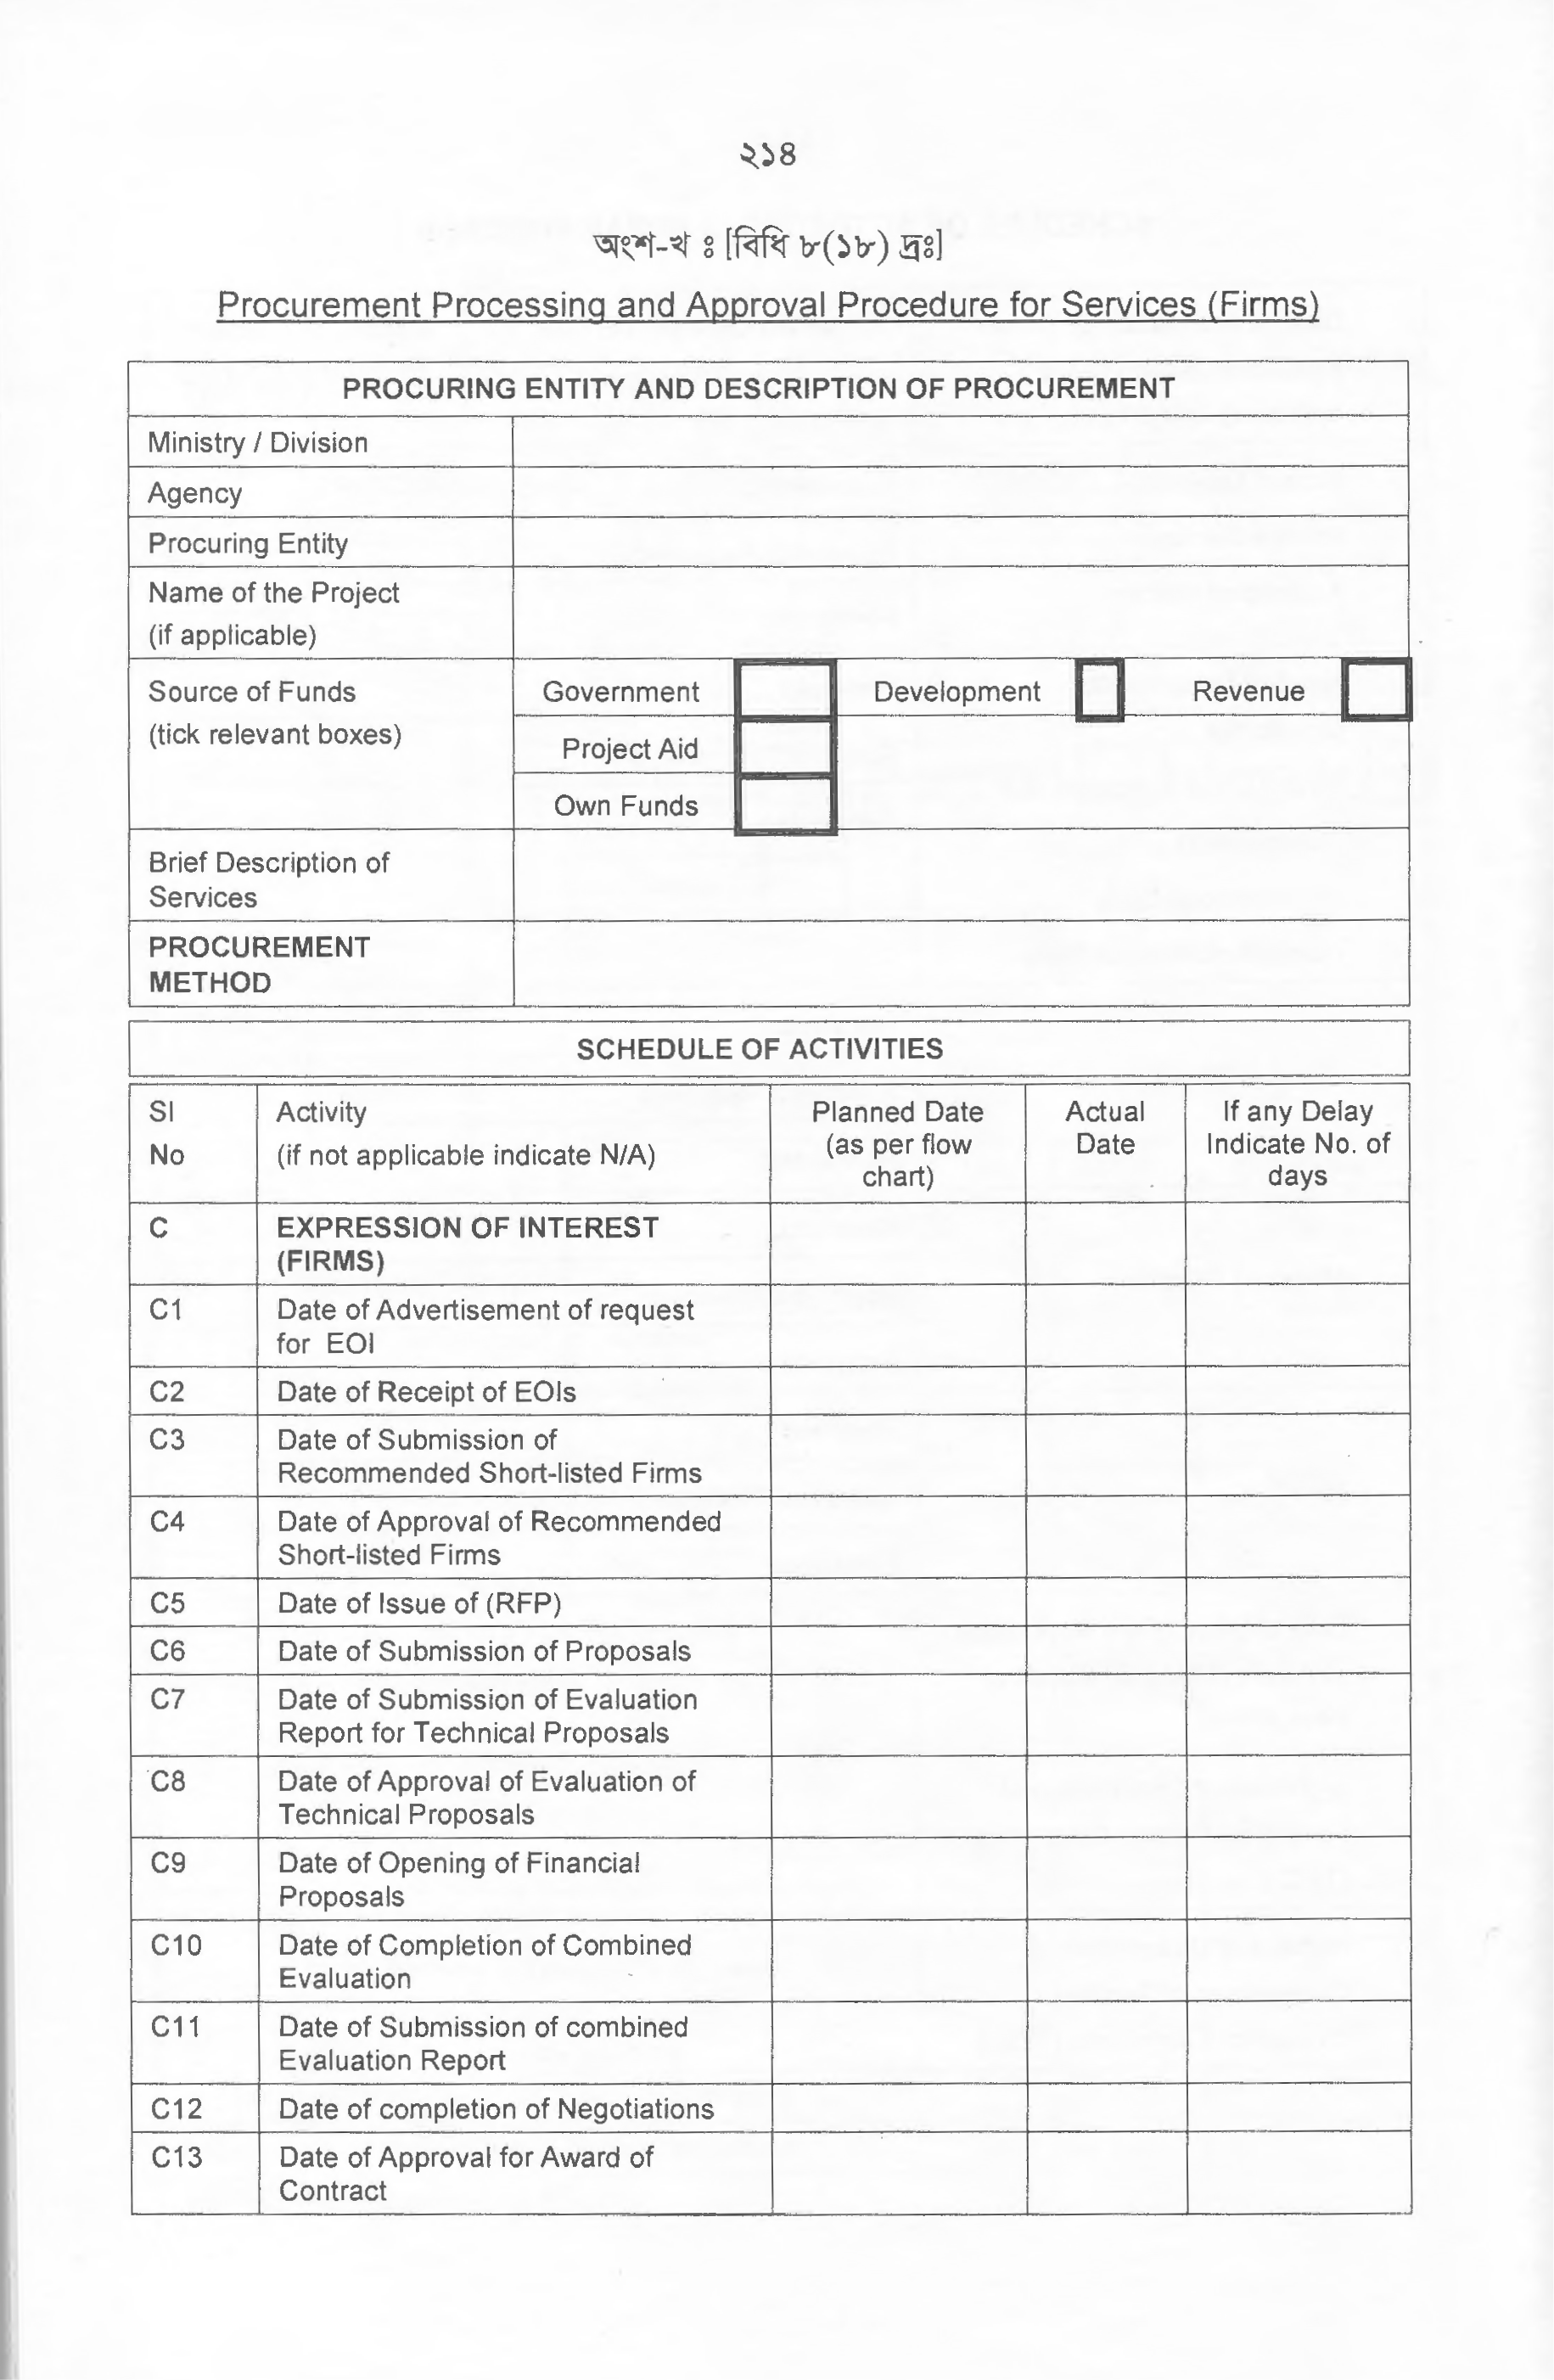 ২১৪
অংশ-খ ঃ [বিধি ৮(১৮) দ্রঃ]
Procurement Processing and Approval Procedure for Services (Firms)
PROCURING ENTITY AND DESCRIPTION OF PROCUREMENT
Ministry / Division
Agency
Procuring Entity
Name of the Project
(if applicable)
Source of Funds
(tick relevant boxes)
Government
Development
Revenue
Project Aid
Own Funds
Brief Description of
Services
PROCUREMENT
METHOD
SCHEDULE OF ACTIVITIES
Sl
No
Activity
(if not applicable indicate N/A)
Planned Date
(as per flow
chart)
Actual
Date
If any Delay
Indicate No. of
days
C
EXPRESSION OF INTEREST
(FIRMS)
C1
Date of Advertisement of request
for EOI
C2
Date of Receipt of EOIs
C3
Date of Submission of
Recommended Short-listed Firms
C4
Date of Approval of Recommended
Short-listed Firms
C5
Date of Issue of (RFP)
C6
Date of Submission of Proposals
C7
Date of Submission of Evaluation
Report for Technical Proposals
C8
Date of Approval of Evaluation of
Technical Proposals
C9
Date of Opening of Financial
Proposals
C10
Date of Completion of Combined
Evaluation
C11
Date of Submission of combined
Evaluation Report
C12
Date of completion of Negotiations
C13
Date of Approval for Award of
Contract